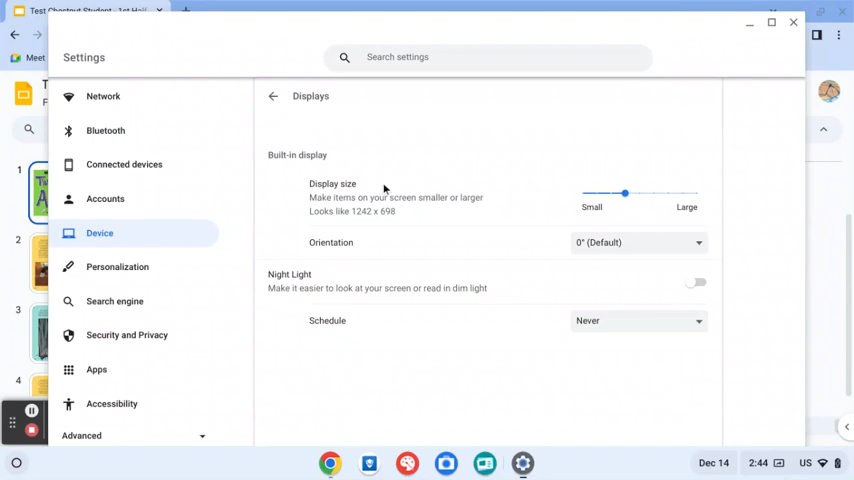 Test Chestnut Student - 1st Half
Meet
Settings
Search settings
Network
Bluetooth
Connected devices
Accounts
Device
Personalization
Search engine
Security and Privacy
Apps
Accessibility
Advanced
Displays
Built-in display
Display size
Make items on your screen smaller or larger
Looks like 1242 x 698
Small
Large
Orientation
0° (Default)
Night Light
Make it easier to look at your screen or read in dim light
Schedule
Never
1
2
3
4
Dec 14
2:44
US